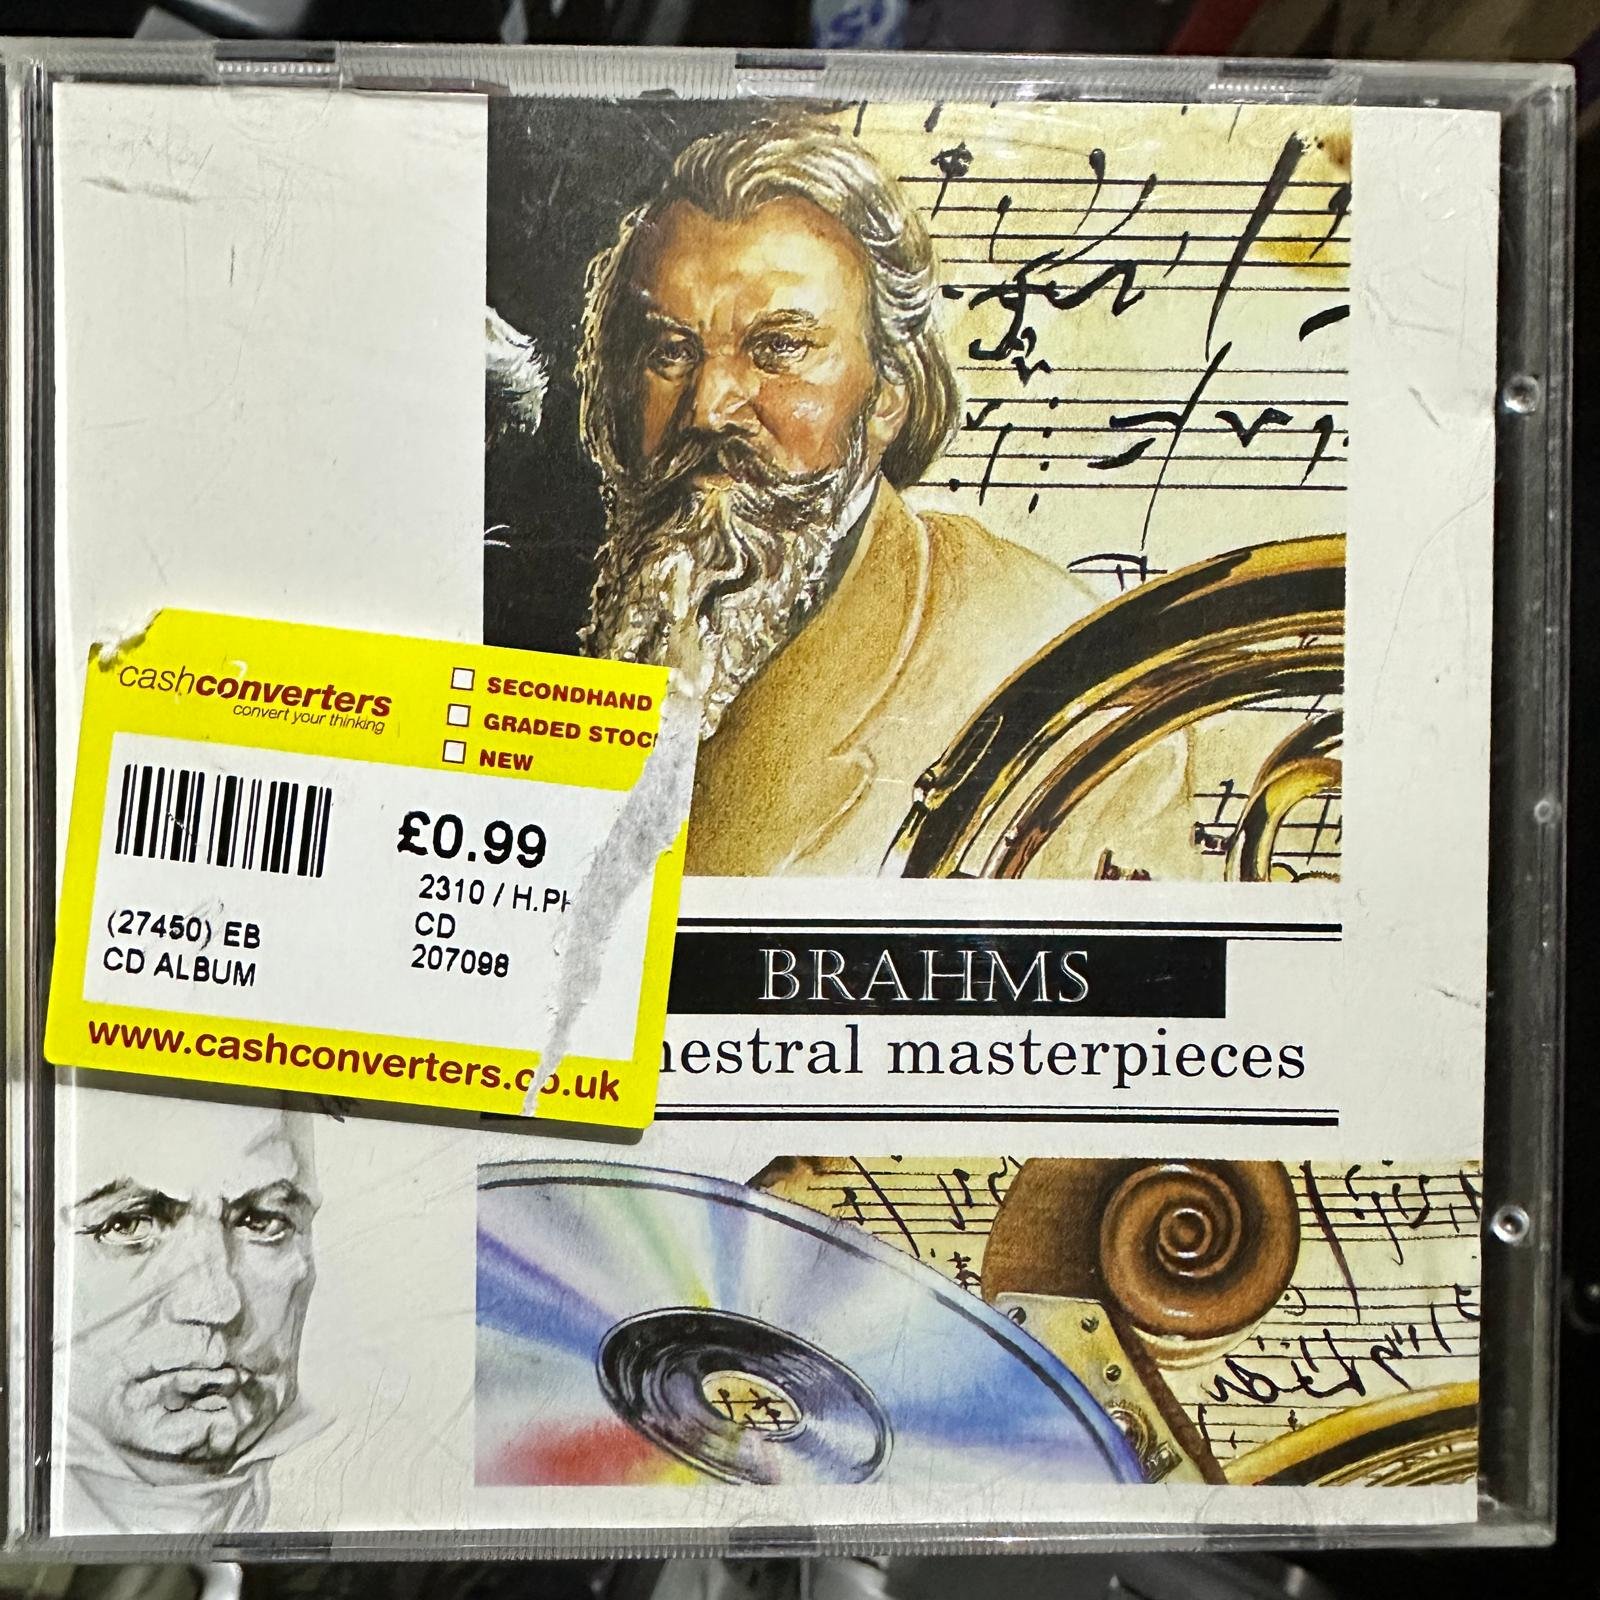 cashconverters
convert your thinking
SECONDHAND
GRADED STOC
NEW
£0.99
2310 / H.PH
CD
207098
(27450) EB
CD ALBUM
www.cashconverters.co.uk
BRAHMS
hestral masterpieces